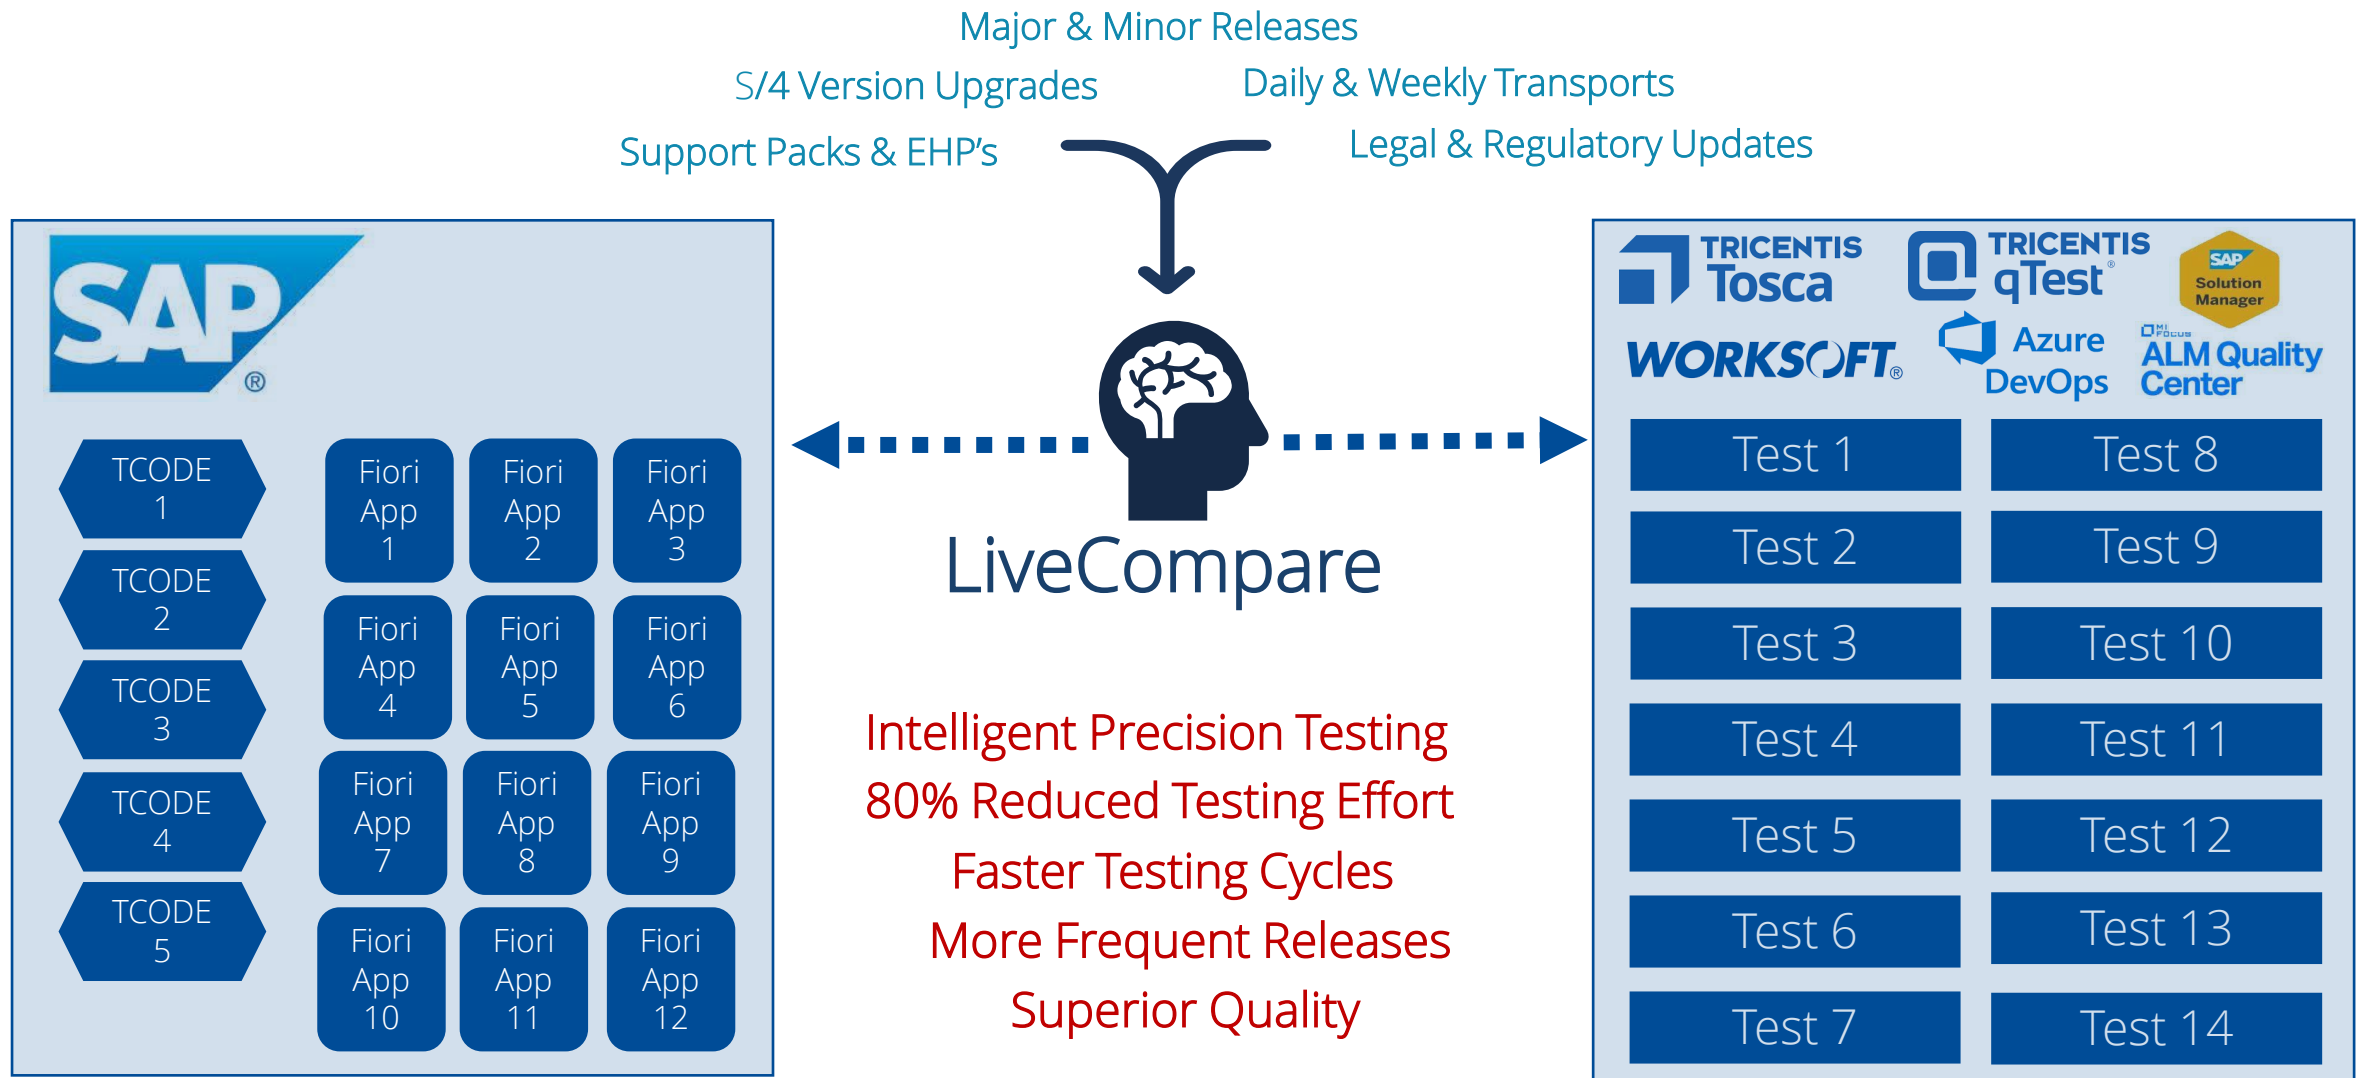 Major & Minor Releases
S/4 Version Upgrades
Daily & Weekly Transports
Support Packs & EHP’s
Legal & Regulatory Updates
SAP
®
TCODE
1
TCODE
2
TCODE
3
TCODE
4
TCODE
5
Fiori
App
1
Fiori
App
2
Fiori
App
3
Fiori
App
4
Fiori
App
5
Fiori
App
6
Fiori
App
7
Fiori
App
8
Fiori
App
9
Fiori
App
10
Fiori
App
11
Fiori
App
12
LiveCompare
Intelligent Precision Testing
80% Reduced Testing Effort
Faster Testing Cycles
More Frequent Releases
Superior Quality
TRICENTIS
Tosca
TRICENTIS
qTest®
SAP
Solution
Manager
WORKSOFT®
Azure
DevOps
MI
FOCUS
ALM Quality
Center
Test 1
Test 2
Test 3
Test 4
Test 5
Test 6
Test 7
Test 8
Test 9
Test 10
Test 11
Test 12
Test 13
Test 14